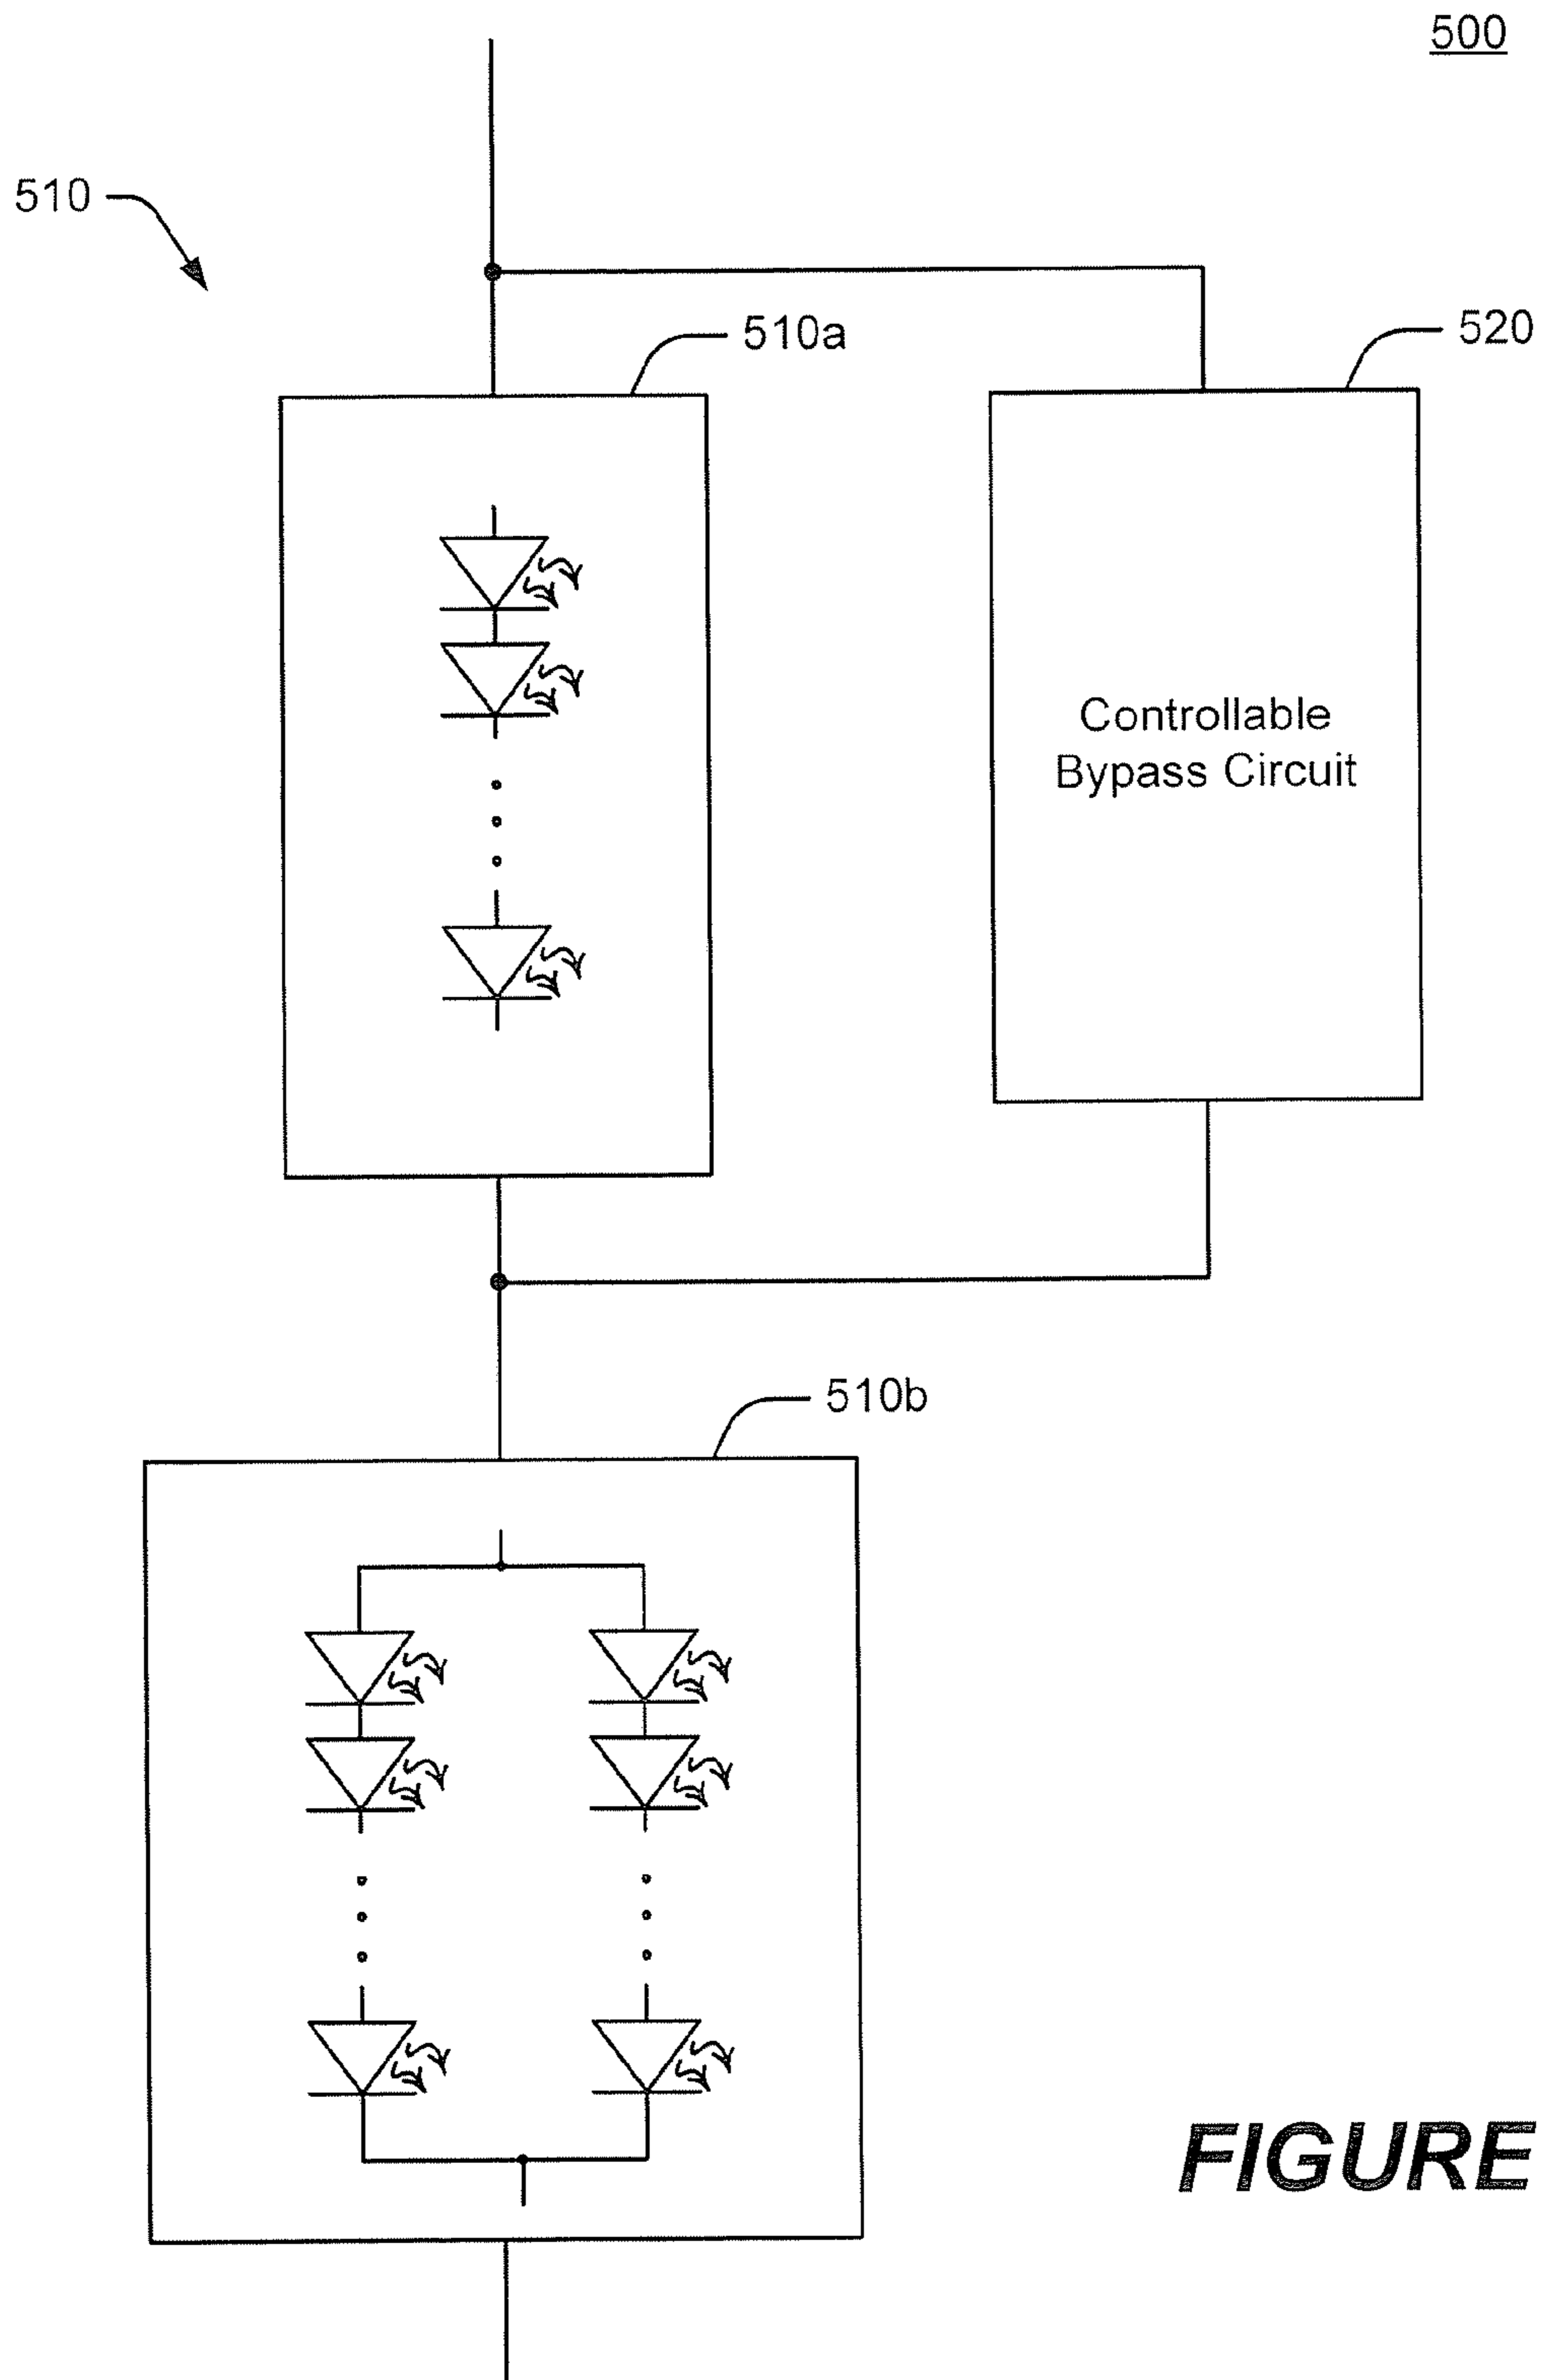 500
510
510a
520
Controllable
Bypass Circuit
510b
FIGURE